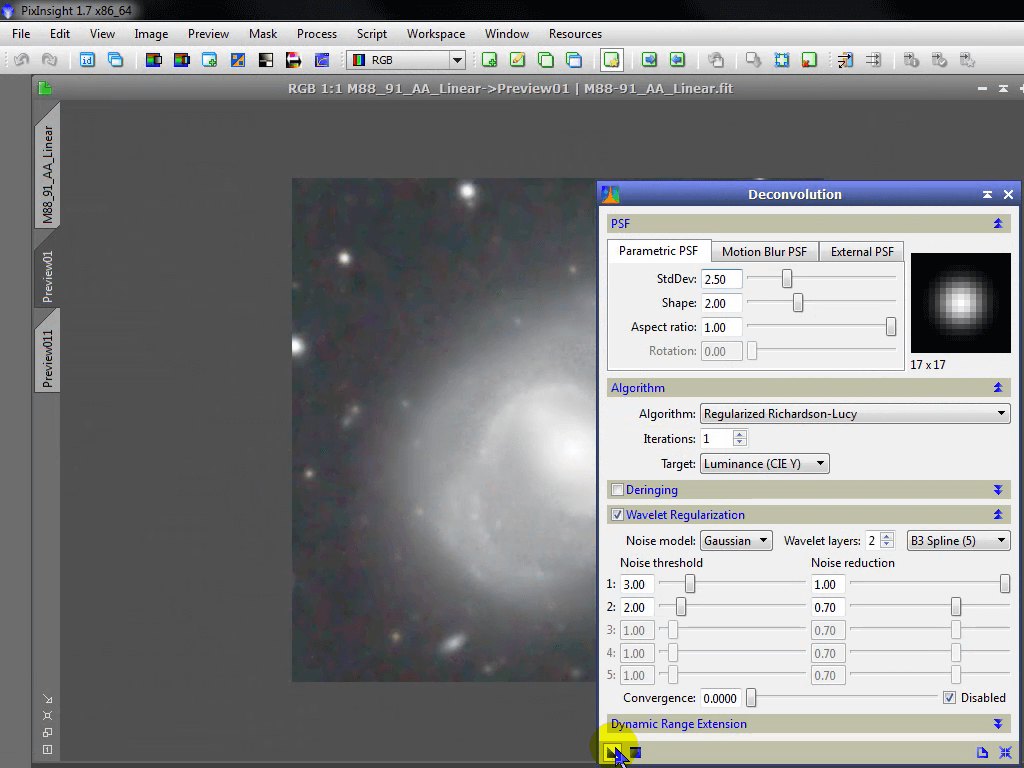 PixInsight 1.7 x86_64
File Edit View Image Preview Mask Process Script Workspace Window Resources
id RGB
RGB 1:1 M88_91_AA_Linear->Preview01 | M88-91_AA_Linear.fit
M88_91_AA_Linear
Preview01
Preview011
Deconvolution
PSF
Parametric PSF Motion Blur PSF External PSF
StdDev: 2.50
Shape: 2.00
Aspect ratio: 1.00
Rotation: 0.00
17 x 17
Algorithm
Algorithm: Regularized Richardson-Lucy
Iterations: 1
Target: Luminance (CIE Y)
Deringing
Wavelet Regularization
Noise model: Gaussian Wavelet layers: 2 B3 Spline (5)
Noise threshold Noise reduction
1: 3.00 1.00
2: 2.00 0.70
3: 1.00 0.70
4: 1.00 0.70
5: 1.00 0.70
Convergence: 0.0000 Disabled
Dynamic Range Extension